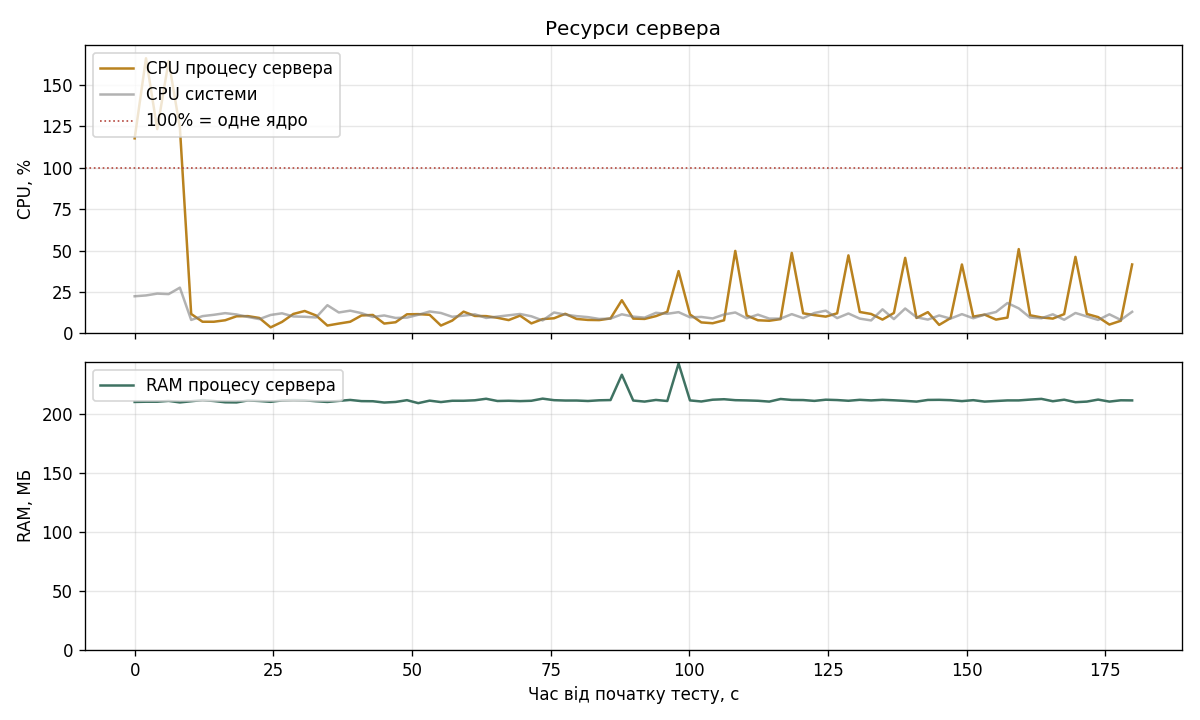 Ресурси сервера
CPU процесу сервера
CPU системи
100% = одне ядро
CPU, %
150
125
100
75
50
25
0
RAM процесу сервера
RAM, МБ
200
150
100
50
0
0 25 50 75 100 125 150 175
Час від початку тесту, с